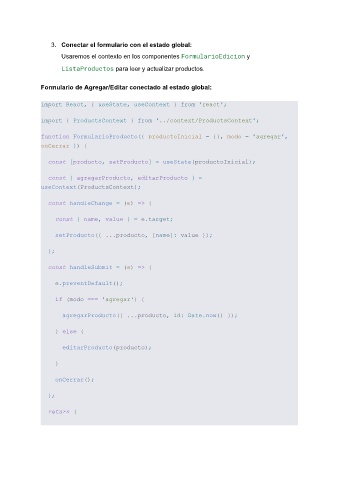 3. Conectar el formulario con el estado global:
Usaremos el contexto en los componentes FormularioEdicion y
ListaProductos para leer y actualizar productos.
Formulario de Agregar/Editar conectado al estado global:
import React, { useState, useContext } from 'react';
import { ProductsContext } from '../context/ProductsContext';
function FormularioProducto({ productoInicial = {}, modo = 'agregar',
onCerrar }) {
const [producto, setProducto] = useState(productoInicial);
const { agregarProducto, editarProducto } =
useContext(ProductsContext);
const handleChange = (e) => {
const { name, value } = e.target;
setProducto({ ...producto, [name]: value });
};
const handleSubmit = (e) => {
e.preventDefault();
if (modo === 'agregar') {
agregarProducto({ ...producto, id: Date.now() });
} else {
editarProducto(producto);
}
onCerrar();
};
return (